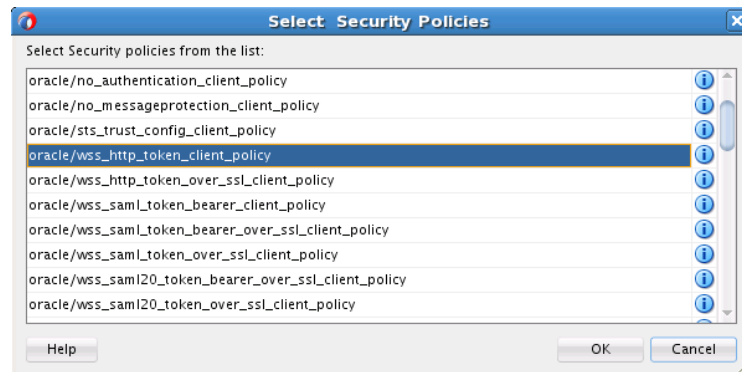 Select Security Policies
Select Security policies from the list:
oracle/no_authentication_client_policy
oracle/no_messageprotection_client_policy
oracle/sts_trust_config_client_policy
oracle/wss_http_token_client_policy
oracle/wss_http_token_over_ssl_client_policy
oracle/wss_saml_token_bearer_client_policy
oracle/wss_saml_token_bearer_over_ssl_client_policy
oracle/wss_saml_token_over_ssl_client_policy
oracle/wss_saml20_token_bearer_over_ssl_client_policy
oracle/wss_saml20_token_over_ssl_client_policy
Help OK Cancel